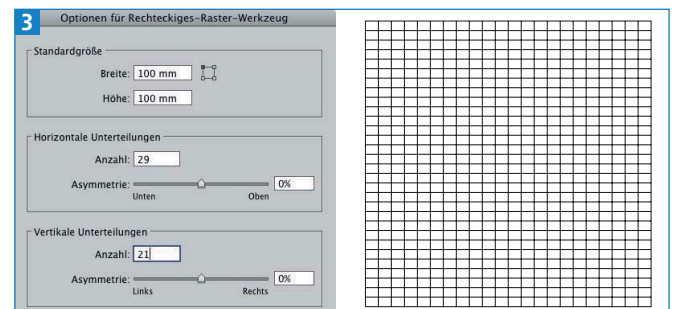 3
Optionen für Rechteckiges-Raster-Werkzeug
Standardgröße
Breite: 100 mm
Höhe: 100 mm
Horizontale Unterteilungen
Anzahl: 29
Asymmetrie: 0%
Unten Oben
Vertikale Unterteilungen
Anzahl: 21
Asymmetrie: 0%
Links Rechts